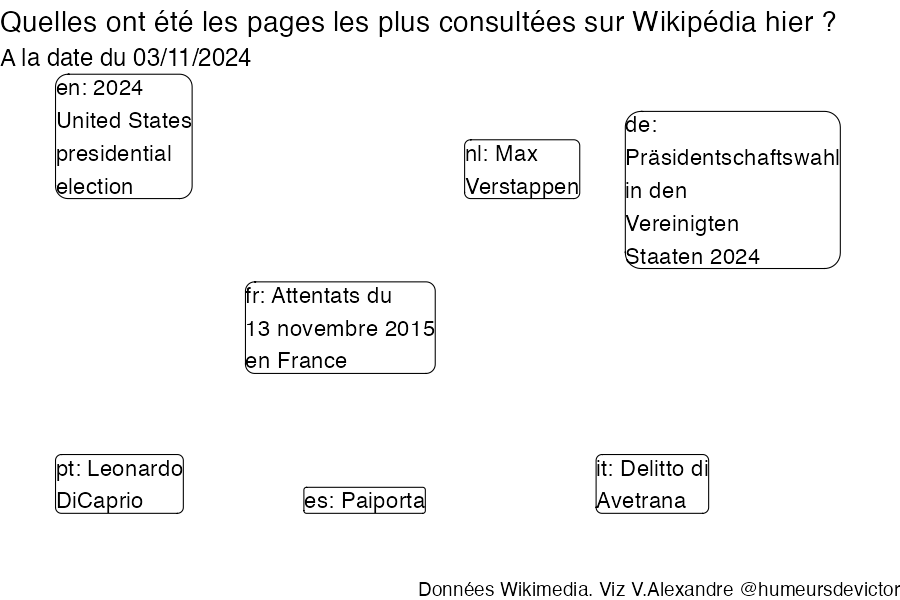 Quelles ont été les pages les plus consultées sur Wikipédia hier ?
A la date du 03/11/2024
en: 2024
United States
presidential
election
nl: Max
Verstappen
de:
Präsidentschaftswahl
in den
Vereinigten
Staaten 2024
fr: Attentats du
13 novembre 2015
en France
pt: Leonardo
DiCaprio
es: Paiporta
it: Delitto di
Avetrana
Données Wikimedia. Viz V.Alexandre @humeursdevictor